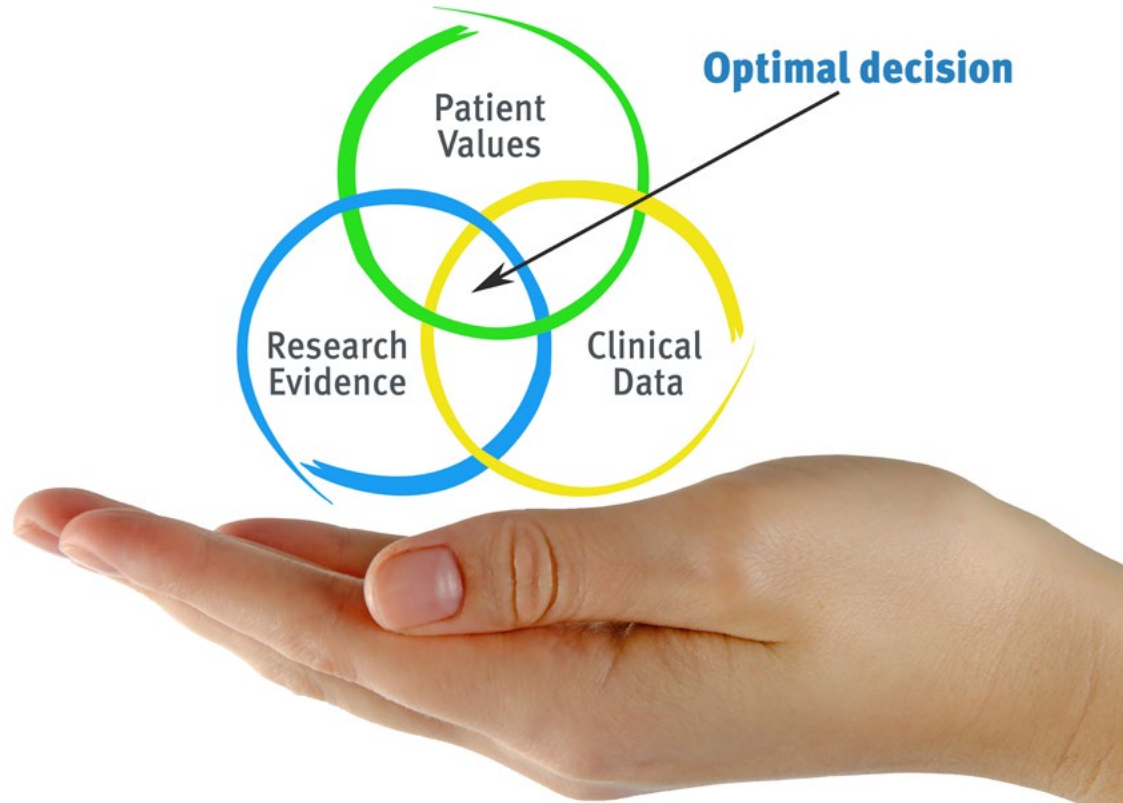 Optimal decision
Patient
Values
Research
Evidence
Clinical
Data